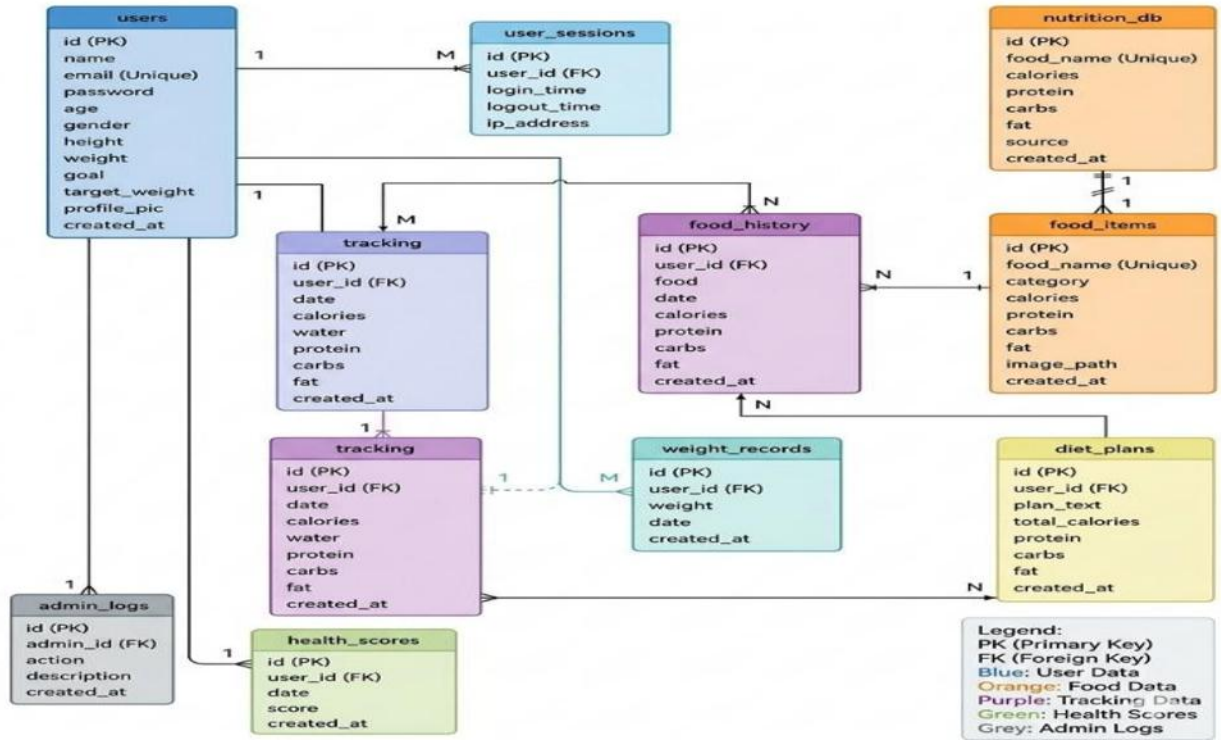 users
id (PK)
name
email (Unique)
password
age
gender
height
weight
goal
target_weight
profile_pic
created_at
1
M
1
user_sessions
id (PK)
user_id (FK)
login_time
logout_time
ip_address
nutrition_db
id (PK)
food_name (Unique)
calories
protein
carbs
fat
source
created_at
1
1
M
tracking
id (PK)
user_id (FK)
date
calories
water
protein
carbs
fat
created_at
N
food_history
id (PK)
user_id (FK)
food
date
calories
protein
carbs
fat
created_at
N
1
food_items
id (PK)
food_name (Unique)
category
calories
protein
carbs
fat
image_path
created_at
1
N
tracking
id (PK)
user_id (FK)
date
calories
water
protein
carbs
fat
created_at
1
M
weight_records
id (PK)
user_id (FK)
weight
date
created_at
diet_plans
id (PK)
user_id (FK)
plan_text
total_calories
protein
carbs
fat
created_at
N
1
admin_logs
id (PK)
admin_id (FK)
action
description
created_at
1
health_scores
id (PK)
user_id (FK)
date
score
created_at
Legend:
PK (Primary Key)
FK (Foreign Key)
Blue: User Data
Orange: Food Data
Purple: Tracking Data
Green: Health Scores
Grey: Admin Logs